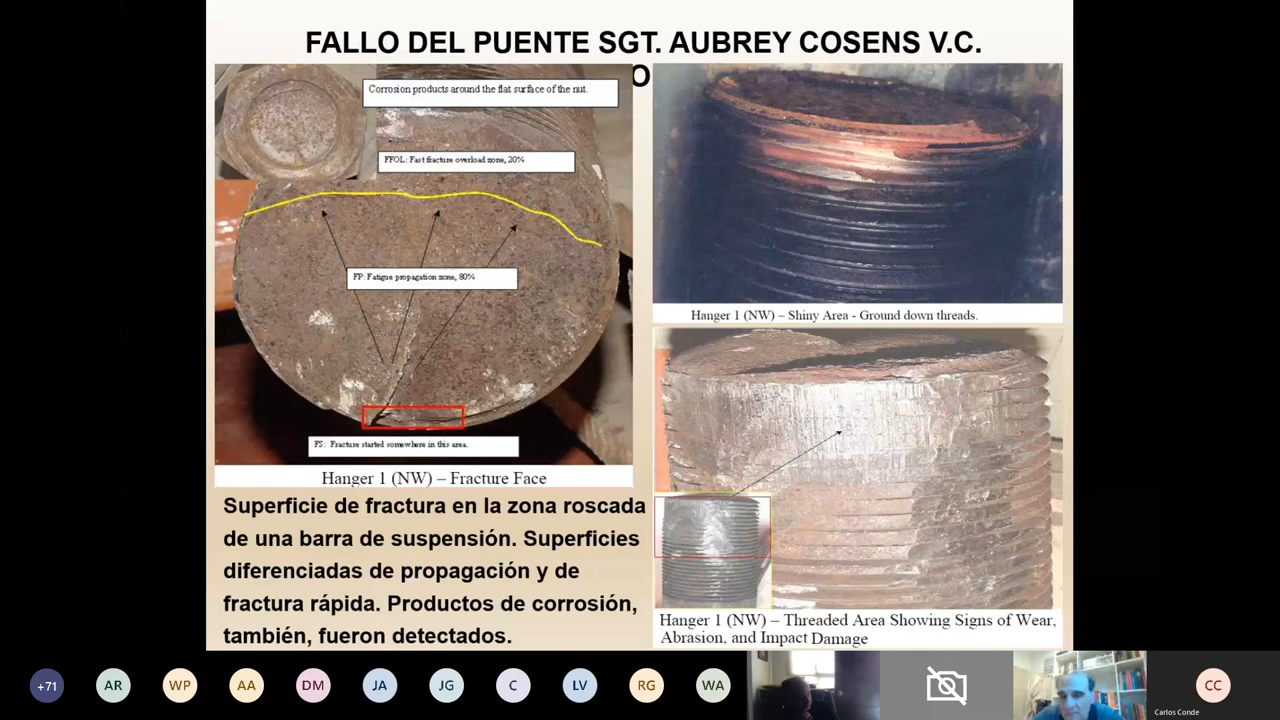 FALLO DEL PUENTE SGT. AUBREY COSENS V.C.
O
Corrosion products around the flat surface of the nut.
FFOL: Fast fracture overload zone, 20%
FP: Fatigue propagation zone, 80%
FS: Fracture started somewhere in this area.
Hanger 1 (NW) – Fracture Face
Superficie de fractura en la zona roscada
de una barra de suspensión. Superficies
diferenciadas de propagación y de
fractura rápida. Productos de corrosión,
también, fueron detectados.
Hanger 1 (NW) – Shiny Area - Ground down threads.
Hanger 1 (NW) – Threaded Area Showing Signs of Wear,
Abrasion, and Impact Damage
+71 AR WP AA DM JA JG C LV RG WA CC
Carlos Conde